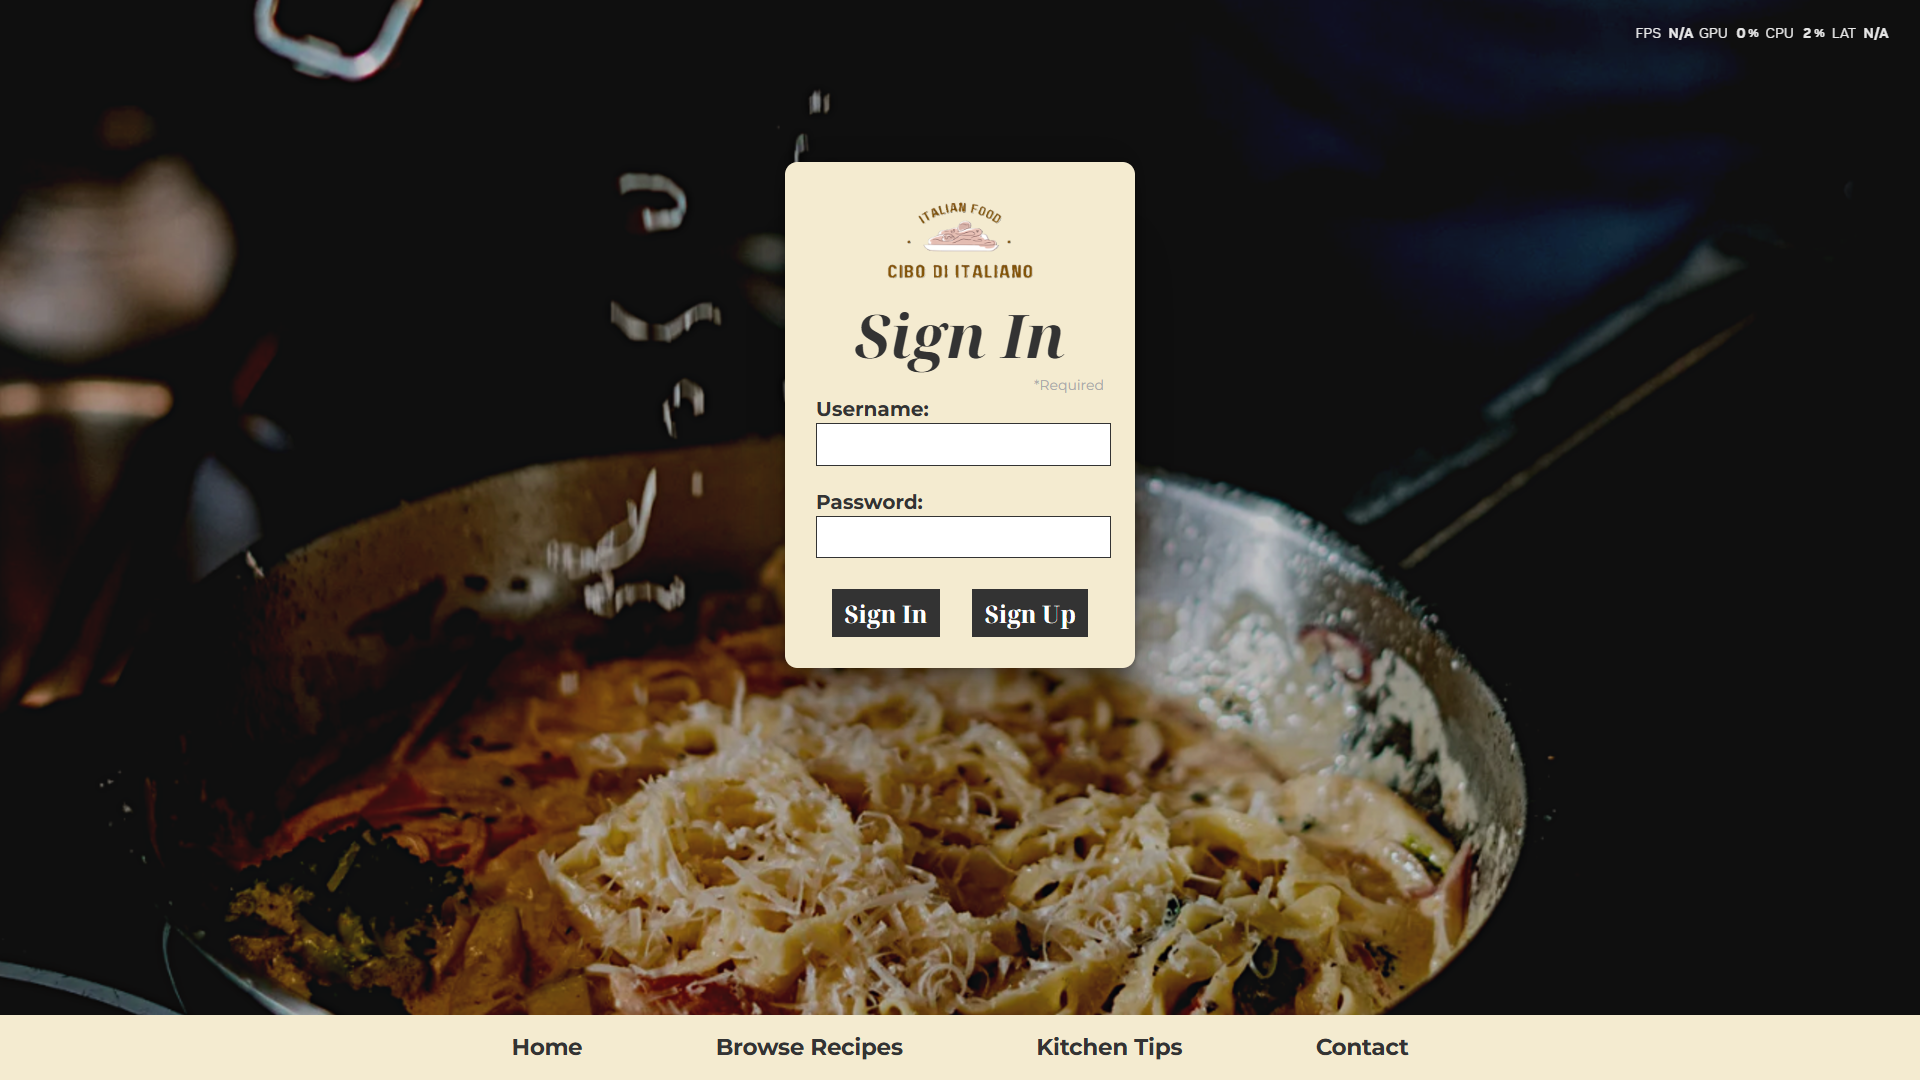 FPS N/A GPU 0% CPU 2% LAT N/A
ITALIAN FOOD
CIBO DI ITALIANO
Sign In
*Required
Username:
Password:
Sign In Sign Up
Home Browse Recipes Kitchen Tips Contact